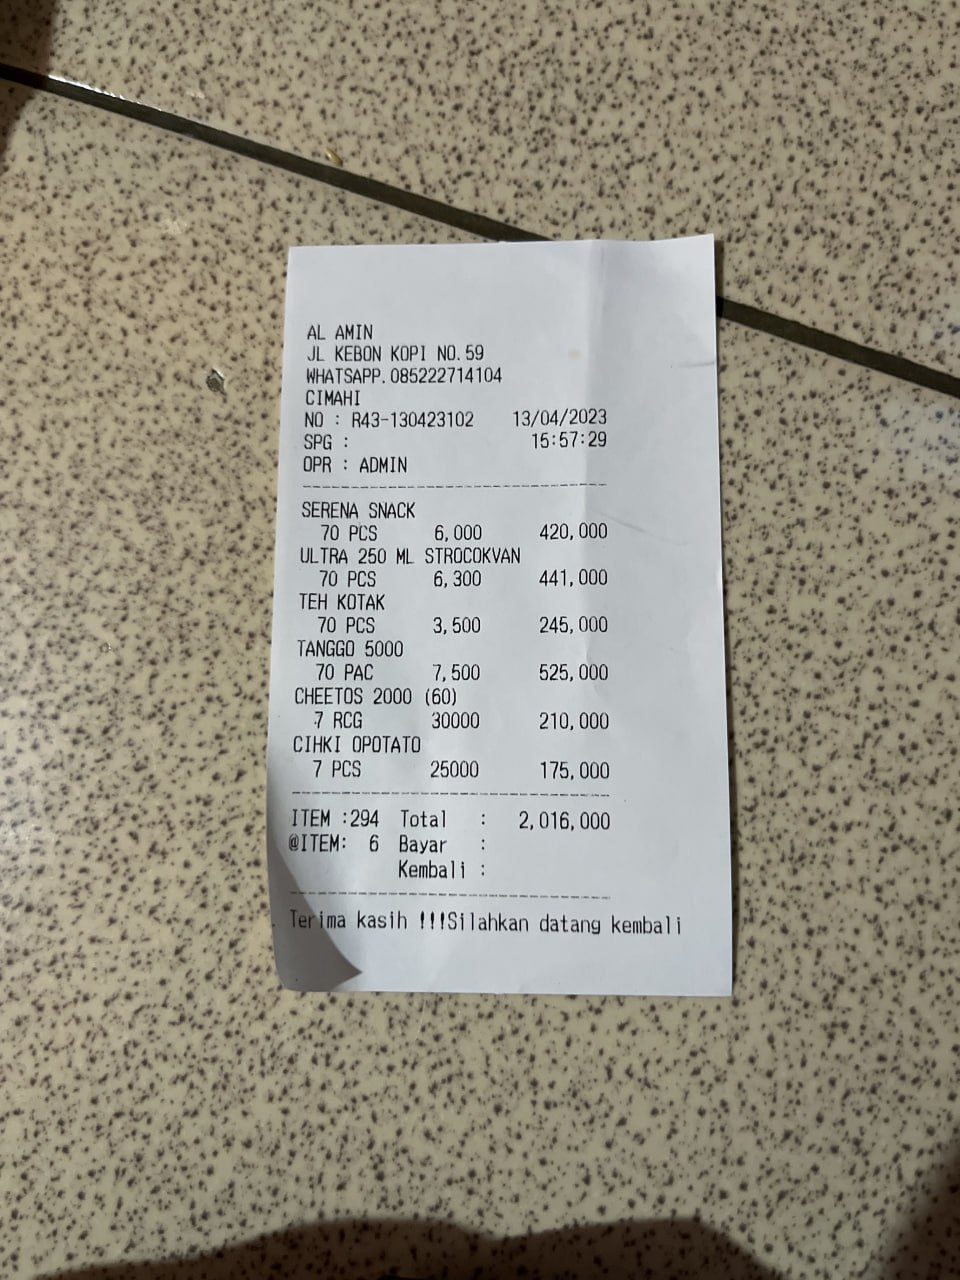 AL AMIN
JL KEBON KOPI NO.59
WHATSAPP.085222714104
CIMAHI
NO : R43-130423102 13/04/2023
SPG : 15:57:29
OPR : ADMIN
SERENA SNACK
70 PCS 6,000 420,000
ULTRA 250 ML STROCOKVAN
70 PCS 6,300 441,000
TEH KOTAK
70 PCS 3,500 245,000
TANGGO 5000
70 PAC 7,500 525,000
CHEETOS 2000 (60)
7 RCG 30000 210,000
CIHKI OPOTATO
7 PCS 25000 175,000
ITEM :294 Total : 2,016,000
@ITEM: 6 Bayar :
Kembali :
Terima kasih !!!Silahkan datang kembali